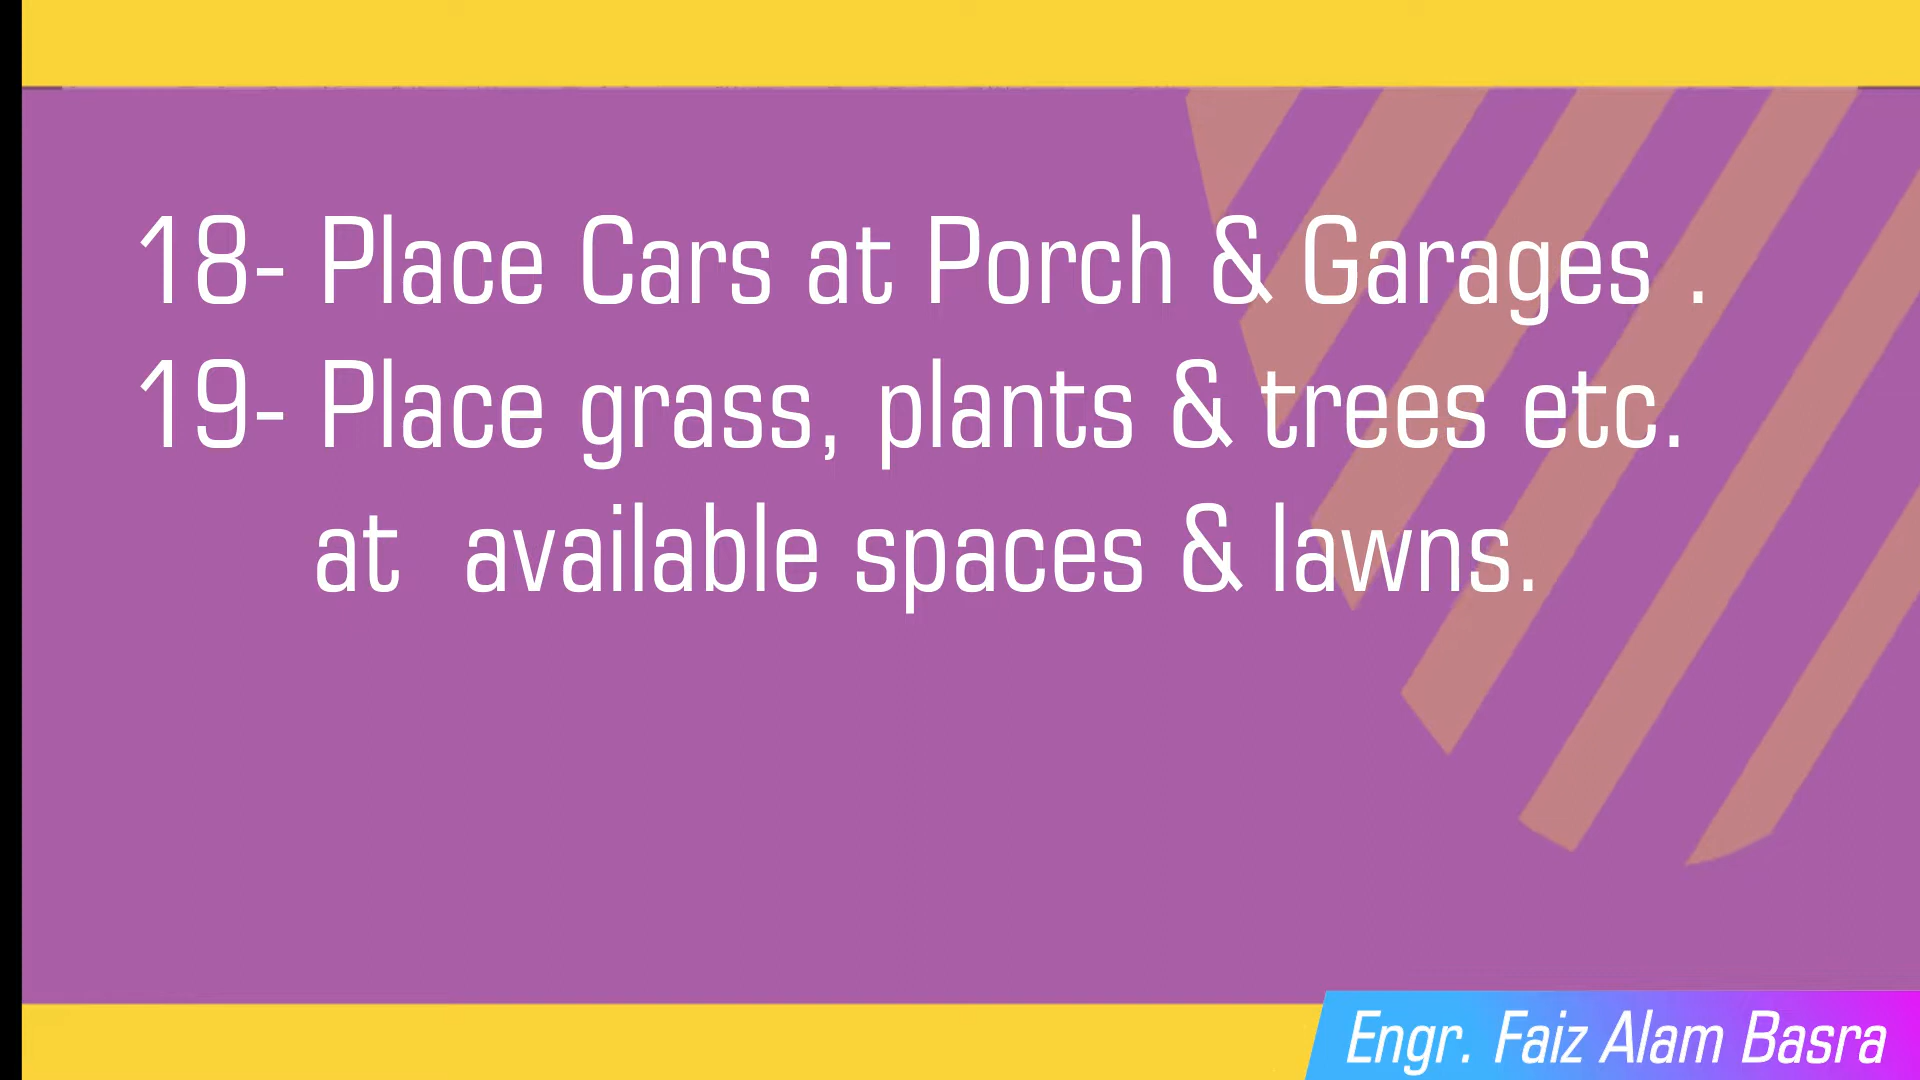 18- Place Cars at Porch & Garages .
19- Place grass, plants & trees etc.
at available spaces & lawns.
Engr. Faiz Alam Basra